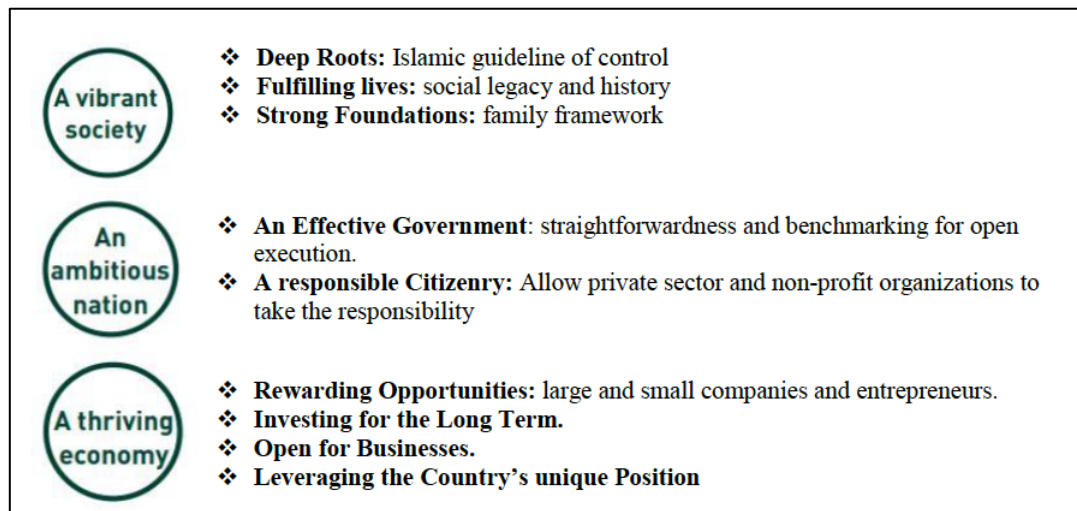 A vibrant
society
❖ Deep Roots: Islamic guideline of control
❖ Fulfilling lives: social legacy and history
❖ Strong Foundations: family framework
An
ambitious
nation
❖ An Effective Government: straightforwardness and benchmarking for open
execution.
❖ A responsible Citizenry: Allow private sector and non-profit organizations to
take the responsibility
A thriving
economy
❖ Rewarding Opportunities: large and small companies and entrepreneurs.
❖ Investing for the Long Term.
❖ Open for Businesses.
❖ Leveraging the Country’s unique Position